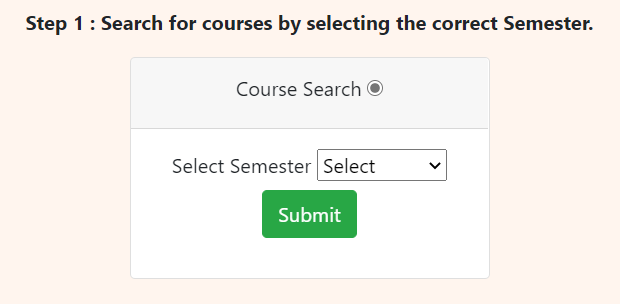 Step 1 : Search for courses by selecting the correct Semester.
Course Search
Select Semester Select
Submit